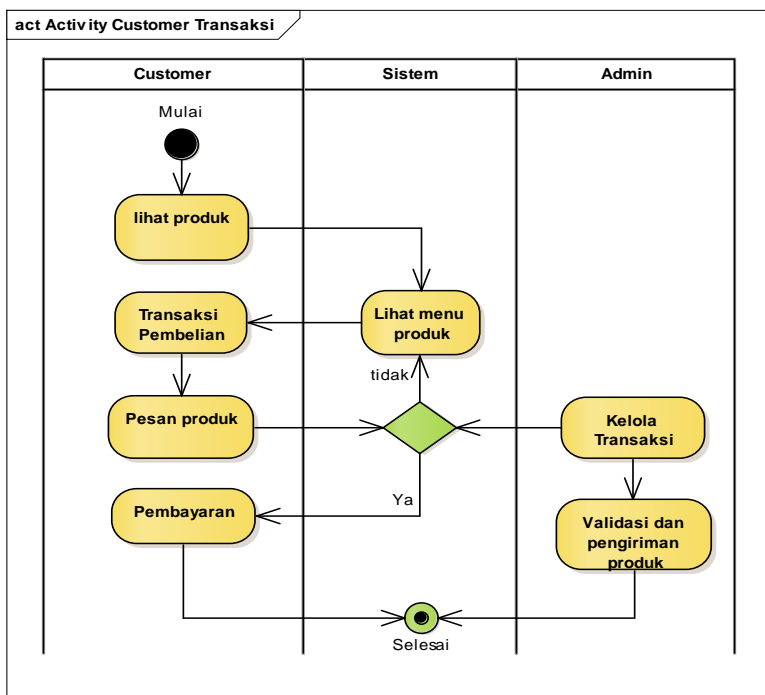 act Activity Customer Transaksi
Customer
Sistem
Admin
Mulai
lihat produk
Transaksi
Pembelian
Lihat menu
produk
tidak
Pesan produk
Kelola
Transaksi
Ya
Pembayaran
Validasi dan
pengiriman
produk
Selesai